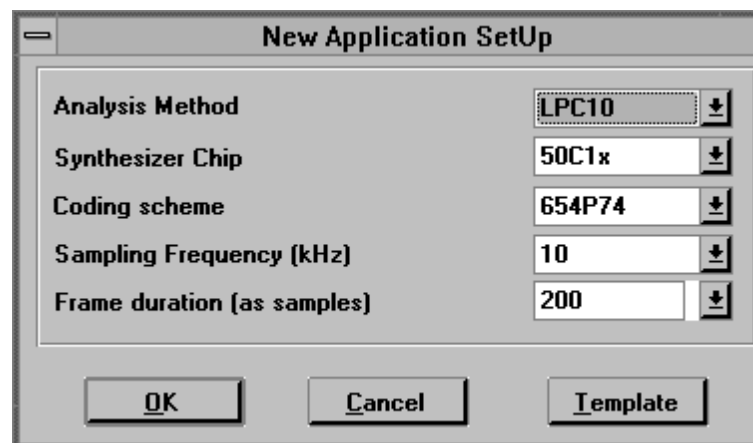 New Application SetUp
Analysis Method LPC10
Synthesizer Chip 50C1x
Coding scheme 654P74
Sampling Frequency (kHz) 10
Frame duration (as samples) 200
OK Cancel Template